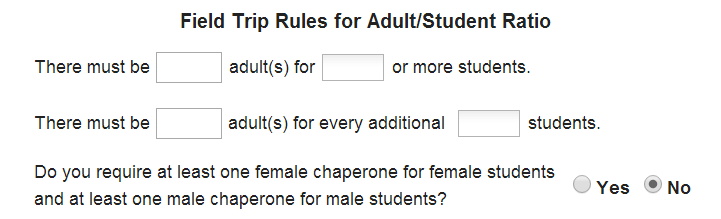 Field Trip Rules for Adult/Student Ratio
There must be adult(s) for or more students.
There must be adult(s) for every additional students.
Do you require at least one female chaperone for female students
and at least one male chaperone for male students?
Yes No